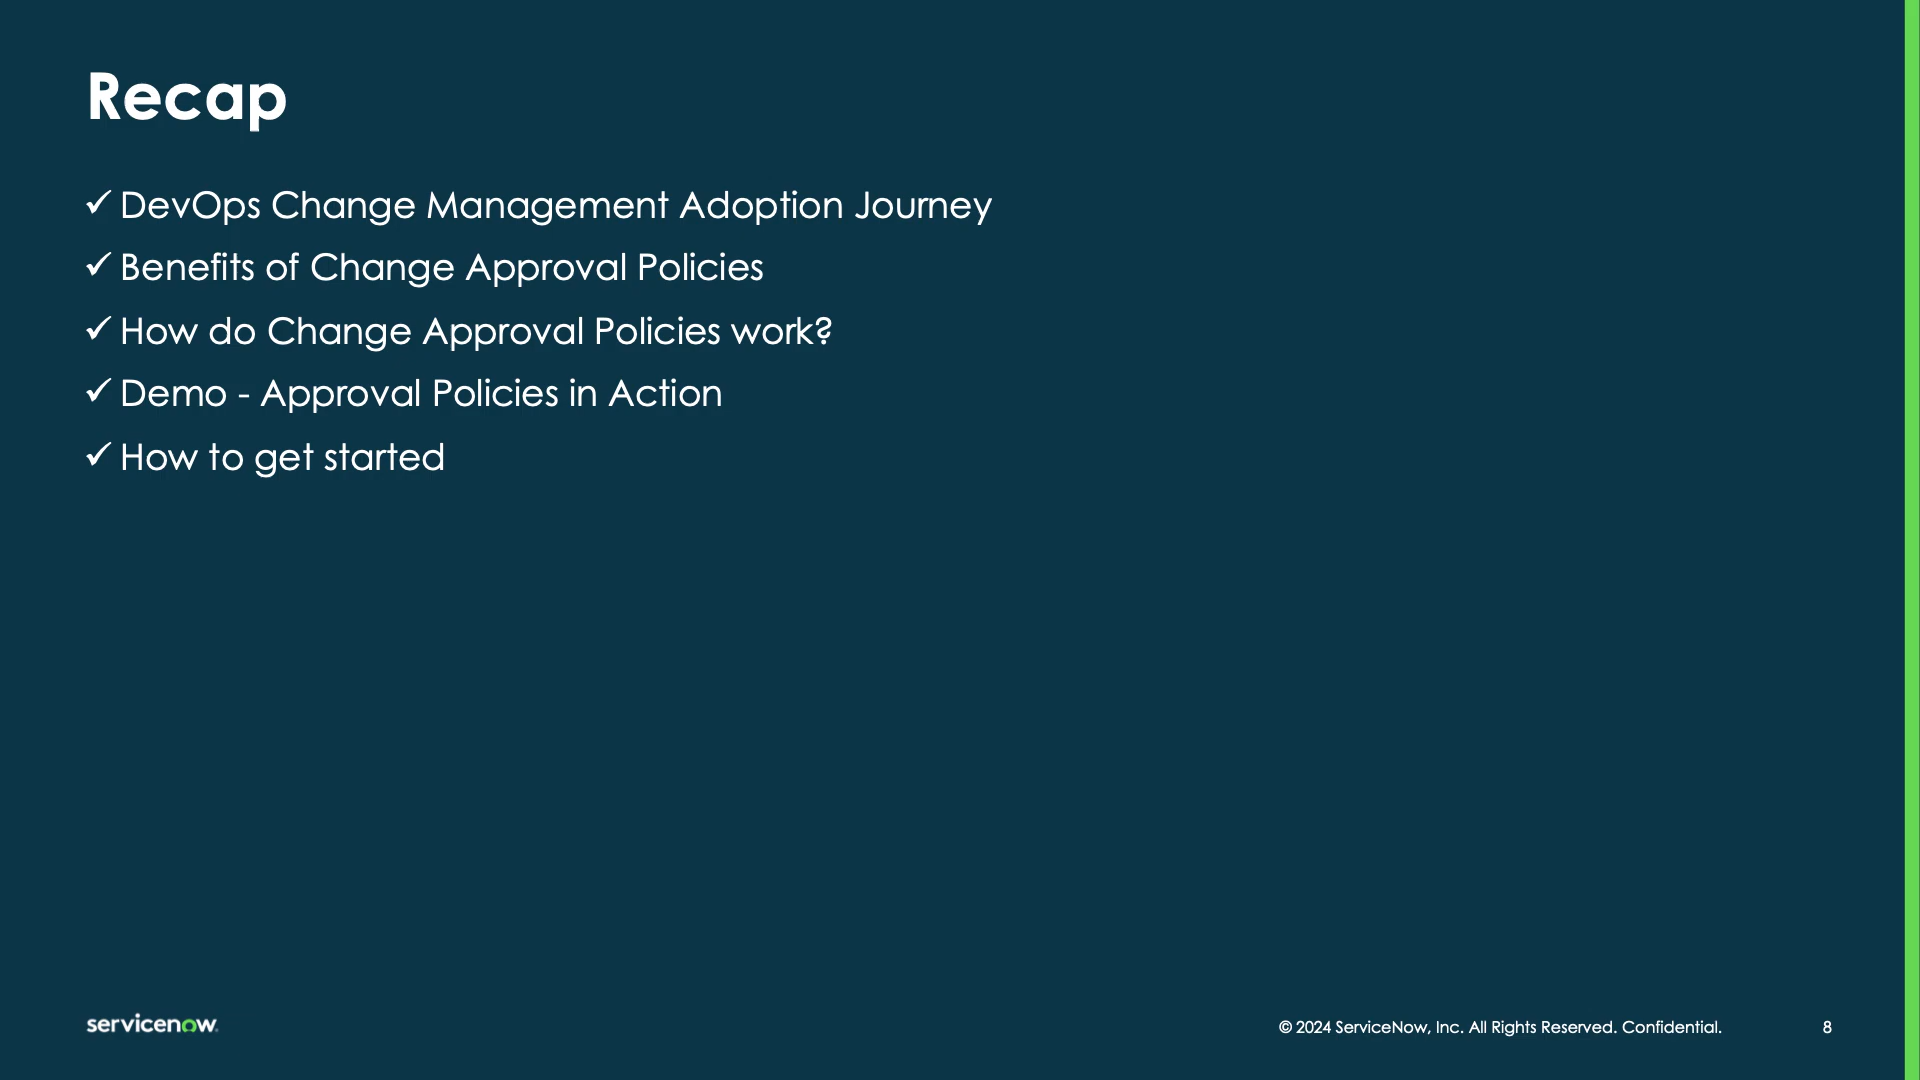 Recap
✓ DevOps Change Management Adoption Journey
✓ Benefits of Change Approval Policies
✓ How do Change Approval Policies work?
✓ Demo - Approval Policies in Action
✓ How to get started
servicenow.
© 2024 ServiceNow, Inc. All Rights Reserved. Confidential.
8